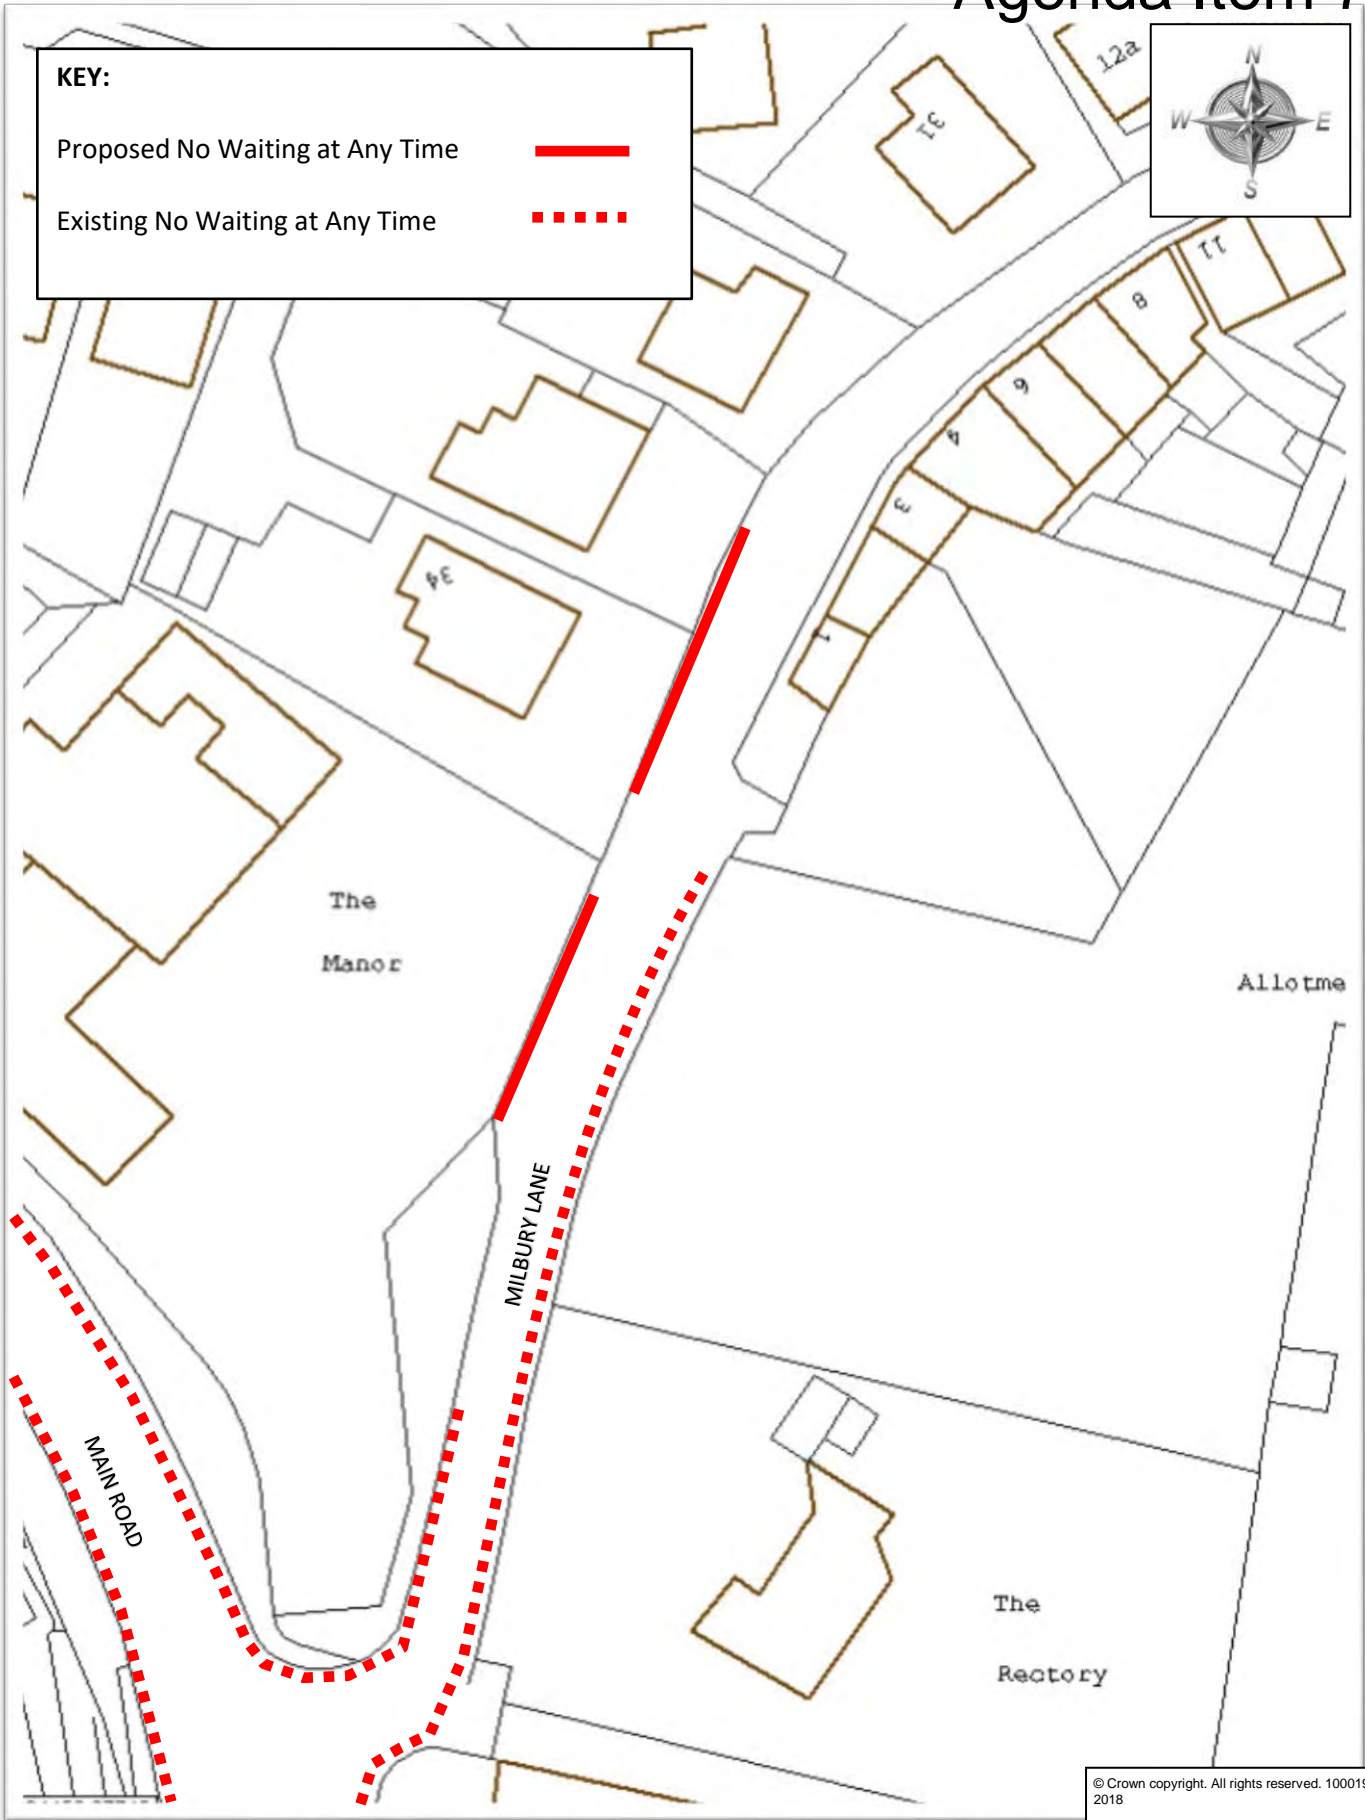 Agenda Item 7
KEY:
Proposed No Waiting at Any Time
Existing No Waiting at Any Time
N
W E
S
12a
31
11
8
6
4
3
34
1
The
Manor
Allotme
MILBURY LANE
MAIN ROAD
The
Rectory
© Crown copyright. All rights reserved. 100019
2018